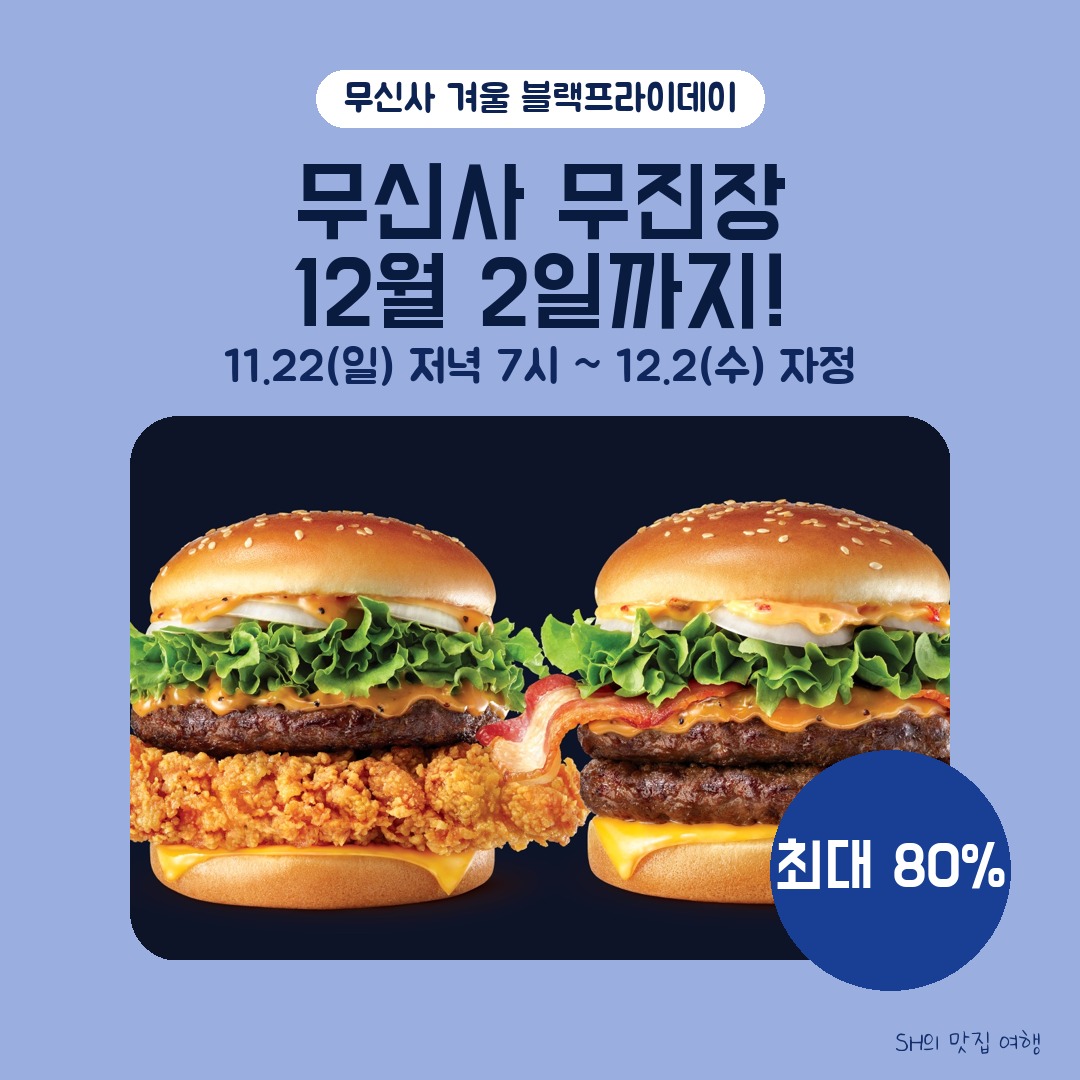 무신사 겨울 블랙프라이데이
무신사 무진장
12월 2일까지!
11.22(일) 저녁 7시 ~ 12.2(수) 자정
최대 80%
SH의 맛집 여행